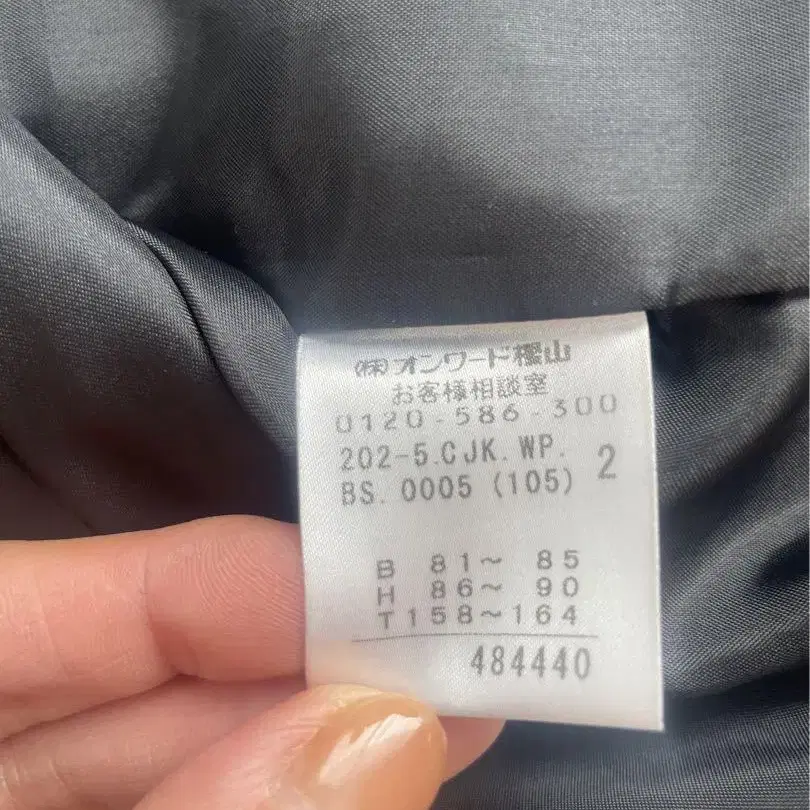 ㈱オンワード樫山
お客様相談室
0120-586-300
202-5.CJK.WP. 2
BS.0005(105)
B 81～ 85
H 86～ 90
T158～164
484440